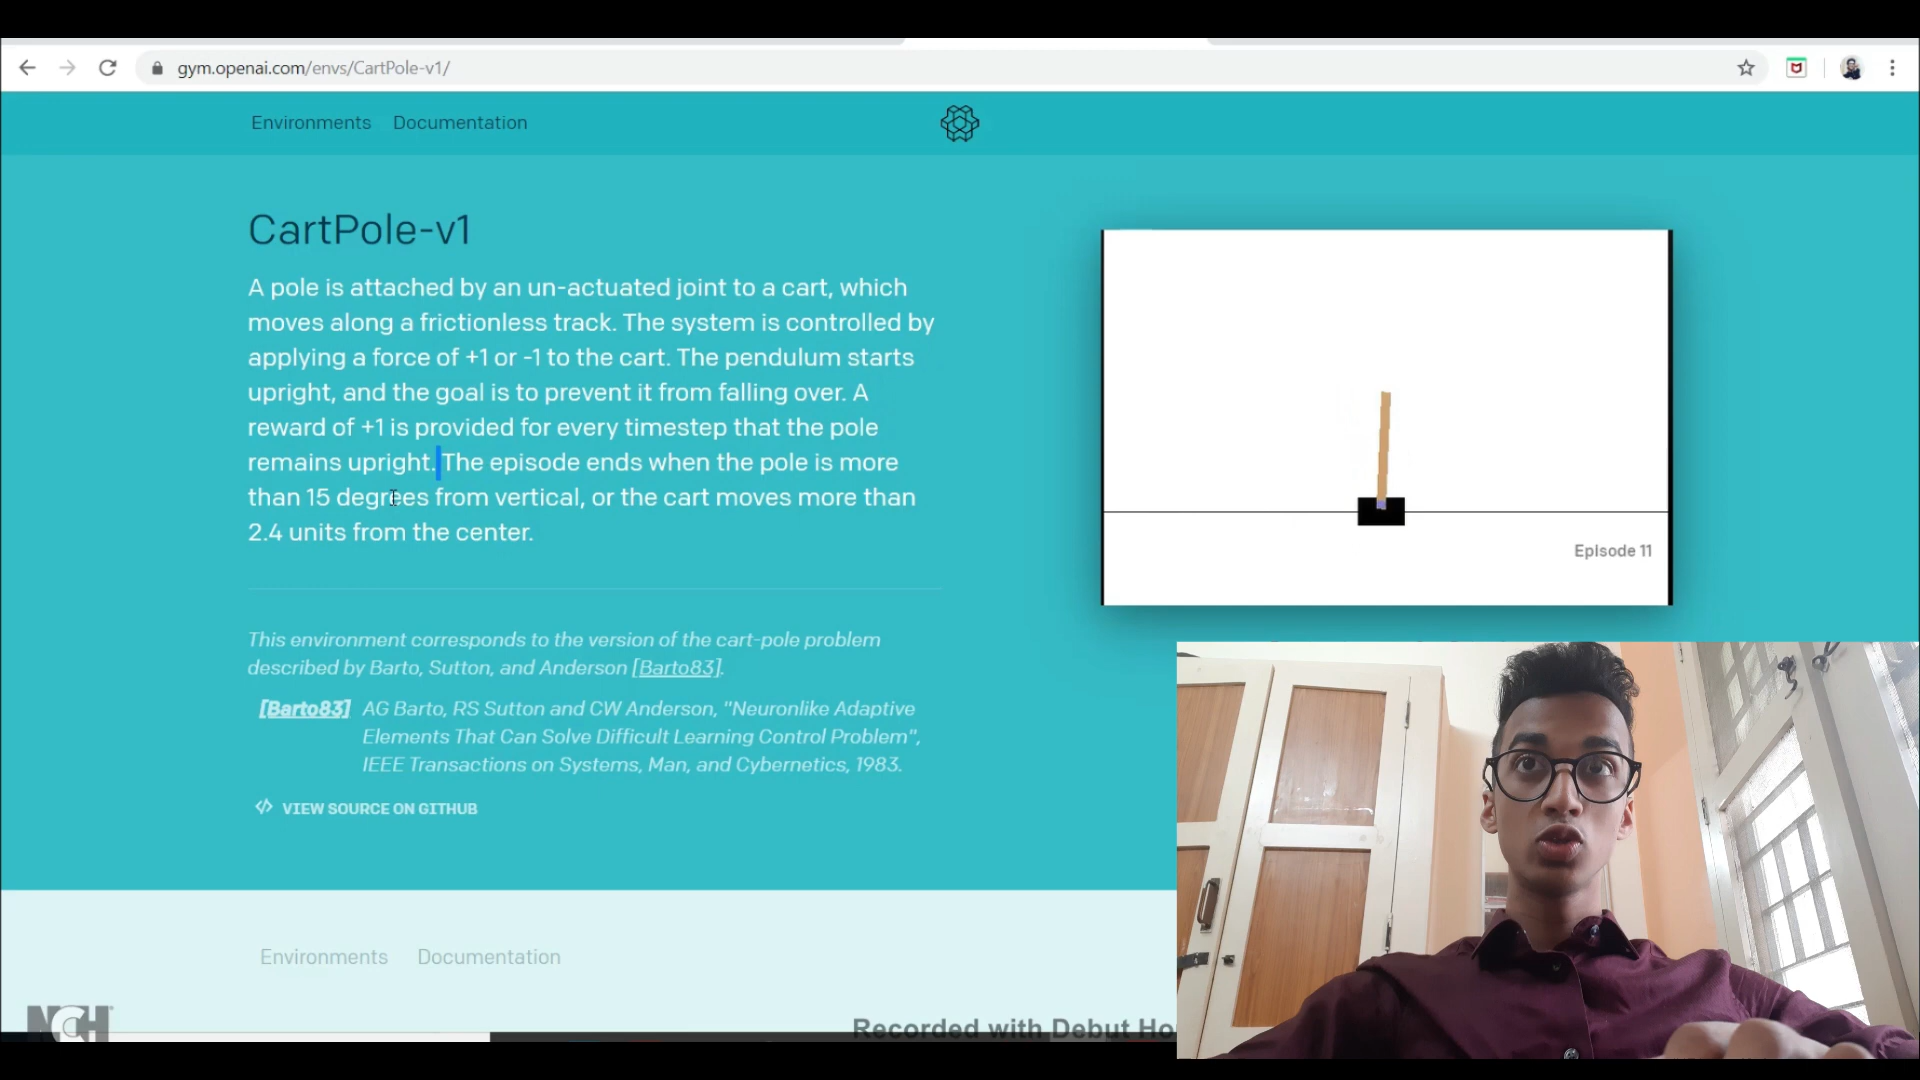 gym.openai.com/envs/CartPole-v1/
Environments Documentation
CartPole-v1
A pole is attached by an un-actuated joint to a cart, which
moves along a frictionless track. The system is controlled by
applying a force of +1 or -1 to the cart. The pendulum starts
upright, and the goal is to prevent it from falling over. A
reward of +1 is provided for every timestep that the pole
remains upright. The episode ends when the pole is more
than 15 degrees from vertical, or the cart moves more than
2.4 units from the center.
Episode 11
This environment corresponds to the version of the cart-pole problem
described by Barto, Sutton, and Anderson [Barto83].
[Barto83] AG Barto, RS Sutton and CW Anderson, "Neuronlike Adaptive
Elements That Can Solve Difficult Learning Control Problem",
IEEE Transactions on Systems, Man, and Cybernetics, 1983.
VIEW SOURCE ON GITHUB
Environments Documentation
NCH
Recorded with Debut Ho